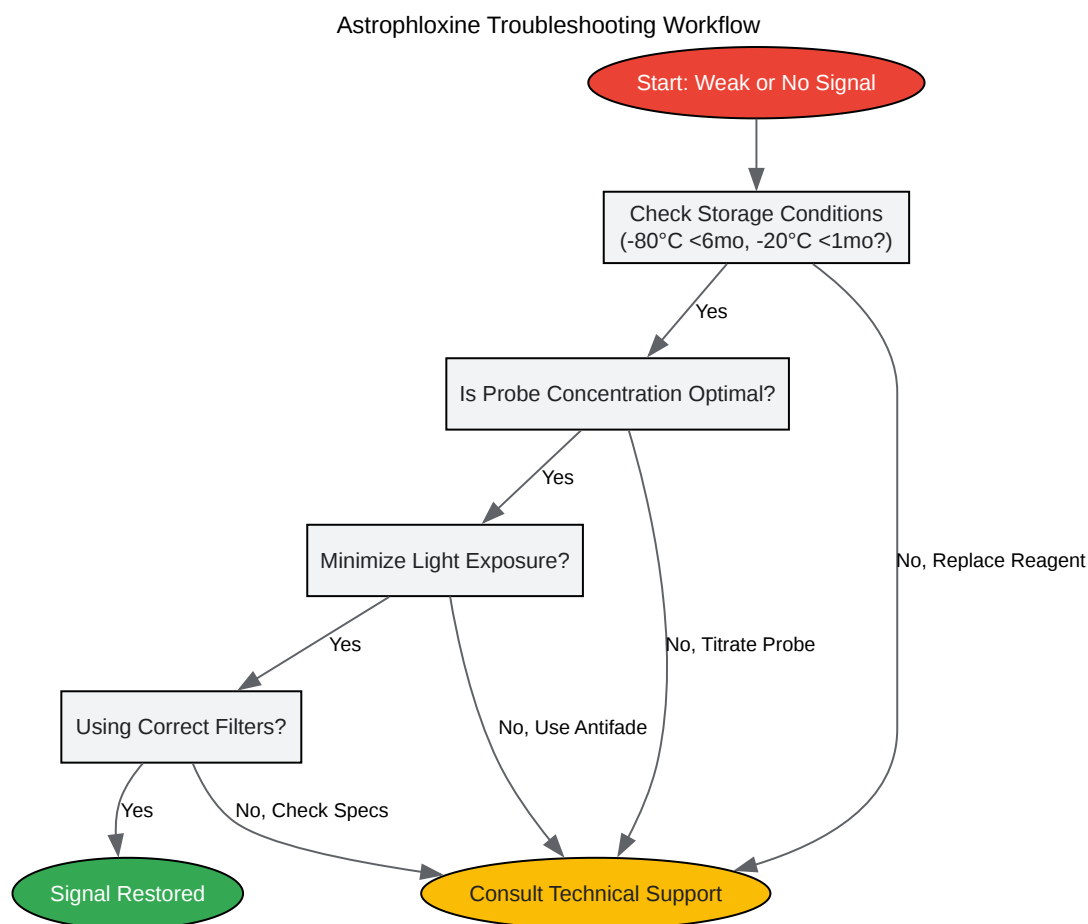 Astrophloxine Troubleshooting Workflow
Start: Weak or No Signal
Check Storage Conditions
(-80°C <6mo, -20°C <1mo?)
Yes
Is Probe Concentration Optimal?
Yes
Minimize Light Exposure?
No, Replace Reagent
Yes
No, Titrate Probe
Using Correct Filters?
No, Use Antifade
Yes
No, Check Specs
Signal Restored
Consult Technical Support